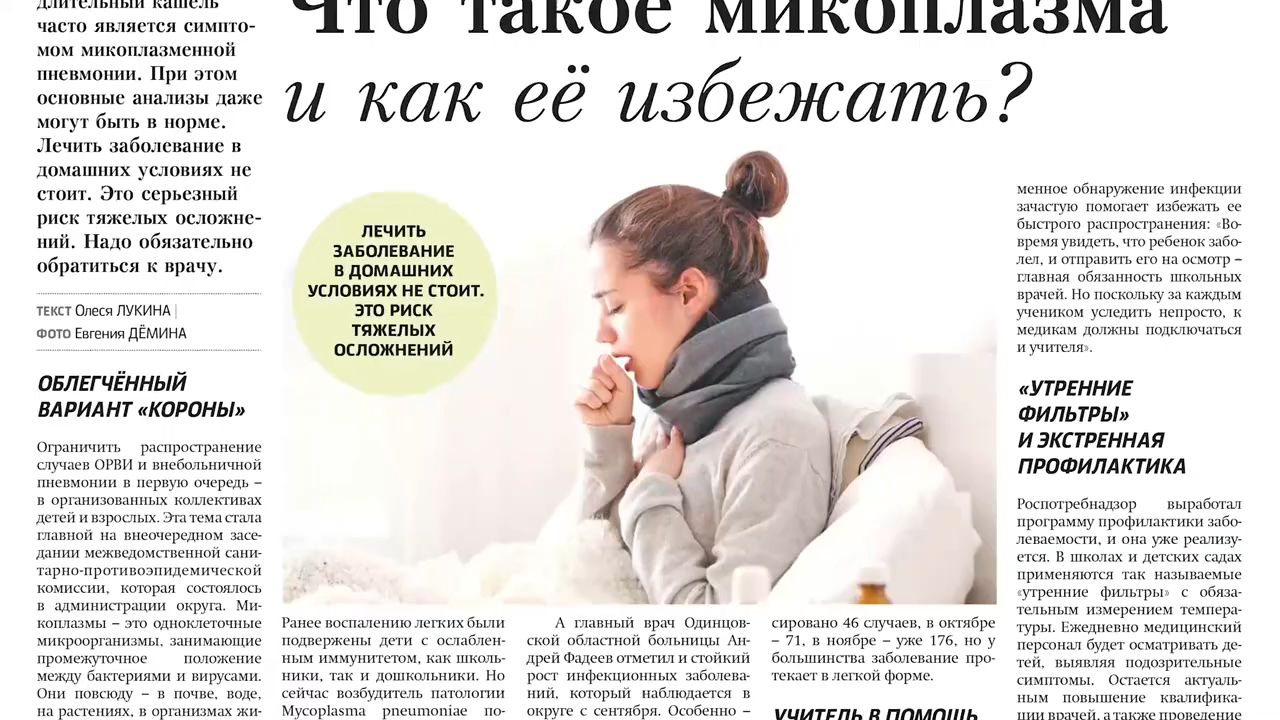 длительный кашель
часто является симпто-
мом микоплазменной
пневмонии. При этом
основные анализы даже
могут быть в норме.
Лечить заболевание в
домашних условиях не
стоит. Это серьезный
риск тяжелых осложне-
ний. Надо обязательно
обратиться к врачу.
ТЕКСТ Олеся ЛУКИНА |
ФОТО Евгения ДЁМИНА
Что такое микоплазма
и как её избежать?
ЛЕЧИТЬ
ЗАБОЛЕВАНИЕ
В ДОМАШНИХ
УСЛОВИЯХ НЕ СТОИТ.
ЭТО РИСК
ТЯЖЕЛЫХ
ОСЛОЖНЕНИЙ
ОБЛЕГЧЁННЫЙ
ВАРИАНТ «КОРОНЫ»
Ограничить распространение
случаев ОРВИ и внебольничной
пневмонии в первую очередь –
в организованных коллективах
детей и взрослых. Эта тема стала
главной на внеочередном засе-
дании межведомственной сани-
тарно-противоэпидемической
комиссии, которая состоялось
в администрации округа. Ми-
коплазмы – это одноклеточные
микроорганизмы, занимающие
промежуточное положение
между бактериями и вирусами.
Они повсюду – в почве, воде,
на растениях, в организмах жи-
Ранее воспалению легких были
подвержены дети с ослаблен-
ным иммунитетом, как школь-
ники, так и дошкольники. Но
сейчас возбудитель патологии
Mycoplasma pneumoniae по-
А главный врач Одинцов-
ской областной больницы Ан-
дрей Фадеев отметил и стойкий
рост инфекционных заболева-
ний, который наблюдается в
округе с сентября. Особенно –
сировано 46 случаев, в октябре
– 71, в ноябре – уже 176, но у
большинства заболевание про-
текает в легкой форме.
УЧИТЕЛЬ В ПОМОЩЬ
менное обнаружение инфекции
зачастую помогает избежать ее
быстрого распространения: «Во-
время увидеть, что ребенок забо-
лел, и отправить его на осмотр –
главная обязанность школьных
врачей. Но поскольку за каждым
учеником уследить непросто, к
медикам должны подключаться
и учителя».
«УТРЕННИЕ
ФИЛЬТРЫ»
И ЭКСТРЕННАЯ
ПРОФИЛАКТИКА
Роспотребнадзор выработал
программу профилактики забо-
леваемости, и она уже реализу-
ется. В школах и детских садах
применяются так называемые
«утренние фильтры» с обяза-
тельным измерением темпера-
туры. Ежедневно медицинский
персонал будет осматривать де-
тей, выявляя подозрительные
симптомы. Остается актуаль-
ным повышение квалифика-
ции врачей, а также проведение